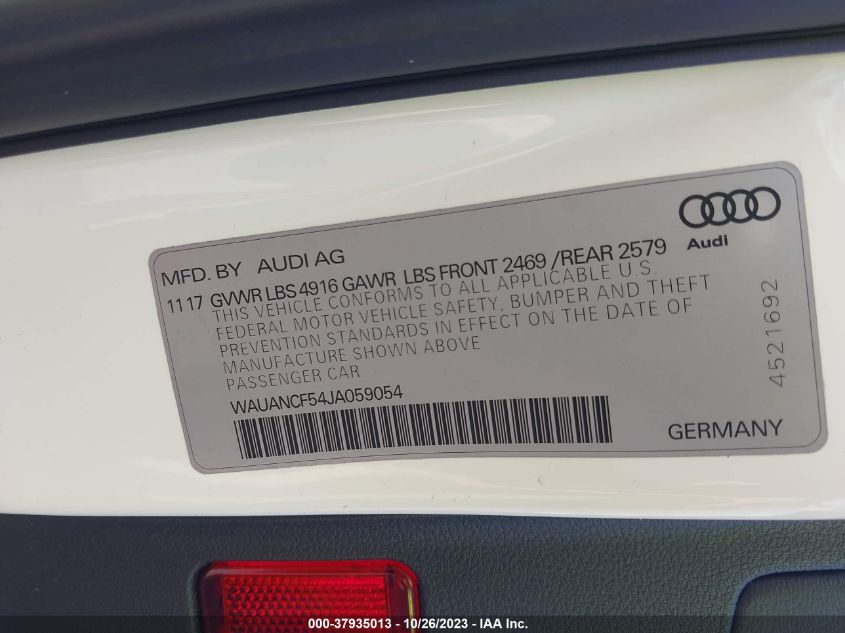 MFD. BY AUDI AG
11 17 GVWR LBS 4916 GAWR LBS FRONT 2469 /REAR 2579
THIS VEHICLE CONFORMS TO ALL APPLICABLE U.S.
FEDERAL MOTOR VEHICLE SAFETY, BUMPER AND THEFT
PREVENTION STANDARDS IN EFFECT ON THE DATE OF
MANUFACTURE SHOWN ABOVE
PASSENGER CAR
WAUANCF54JA059054
Audi
4521692
GERMANY
000-37935013 - 10/26/2023 - IAA Inc.